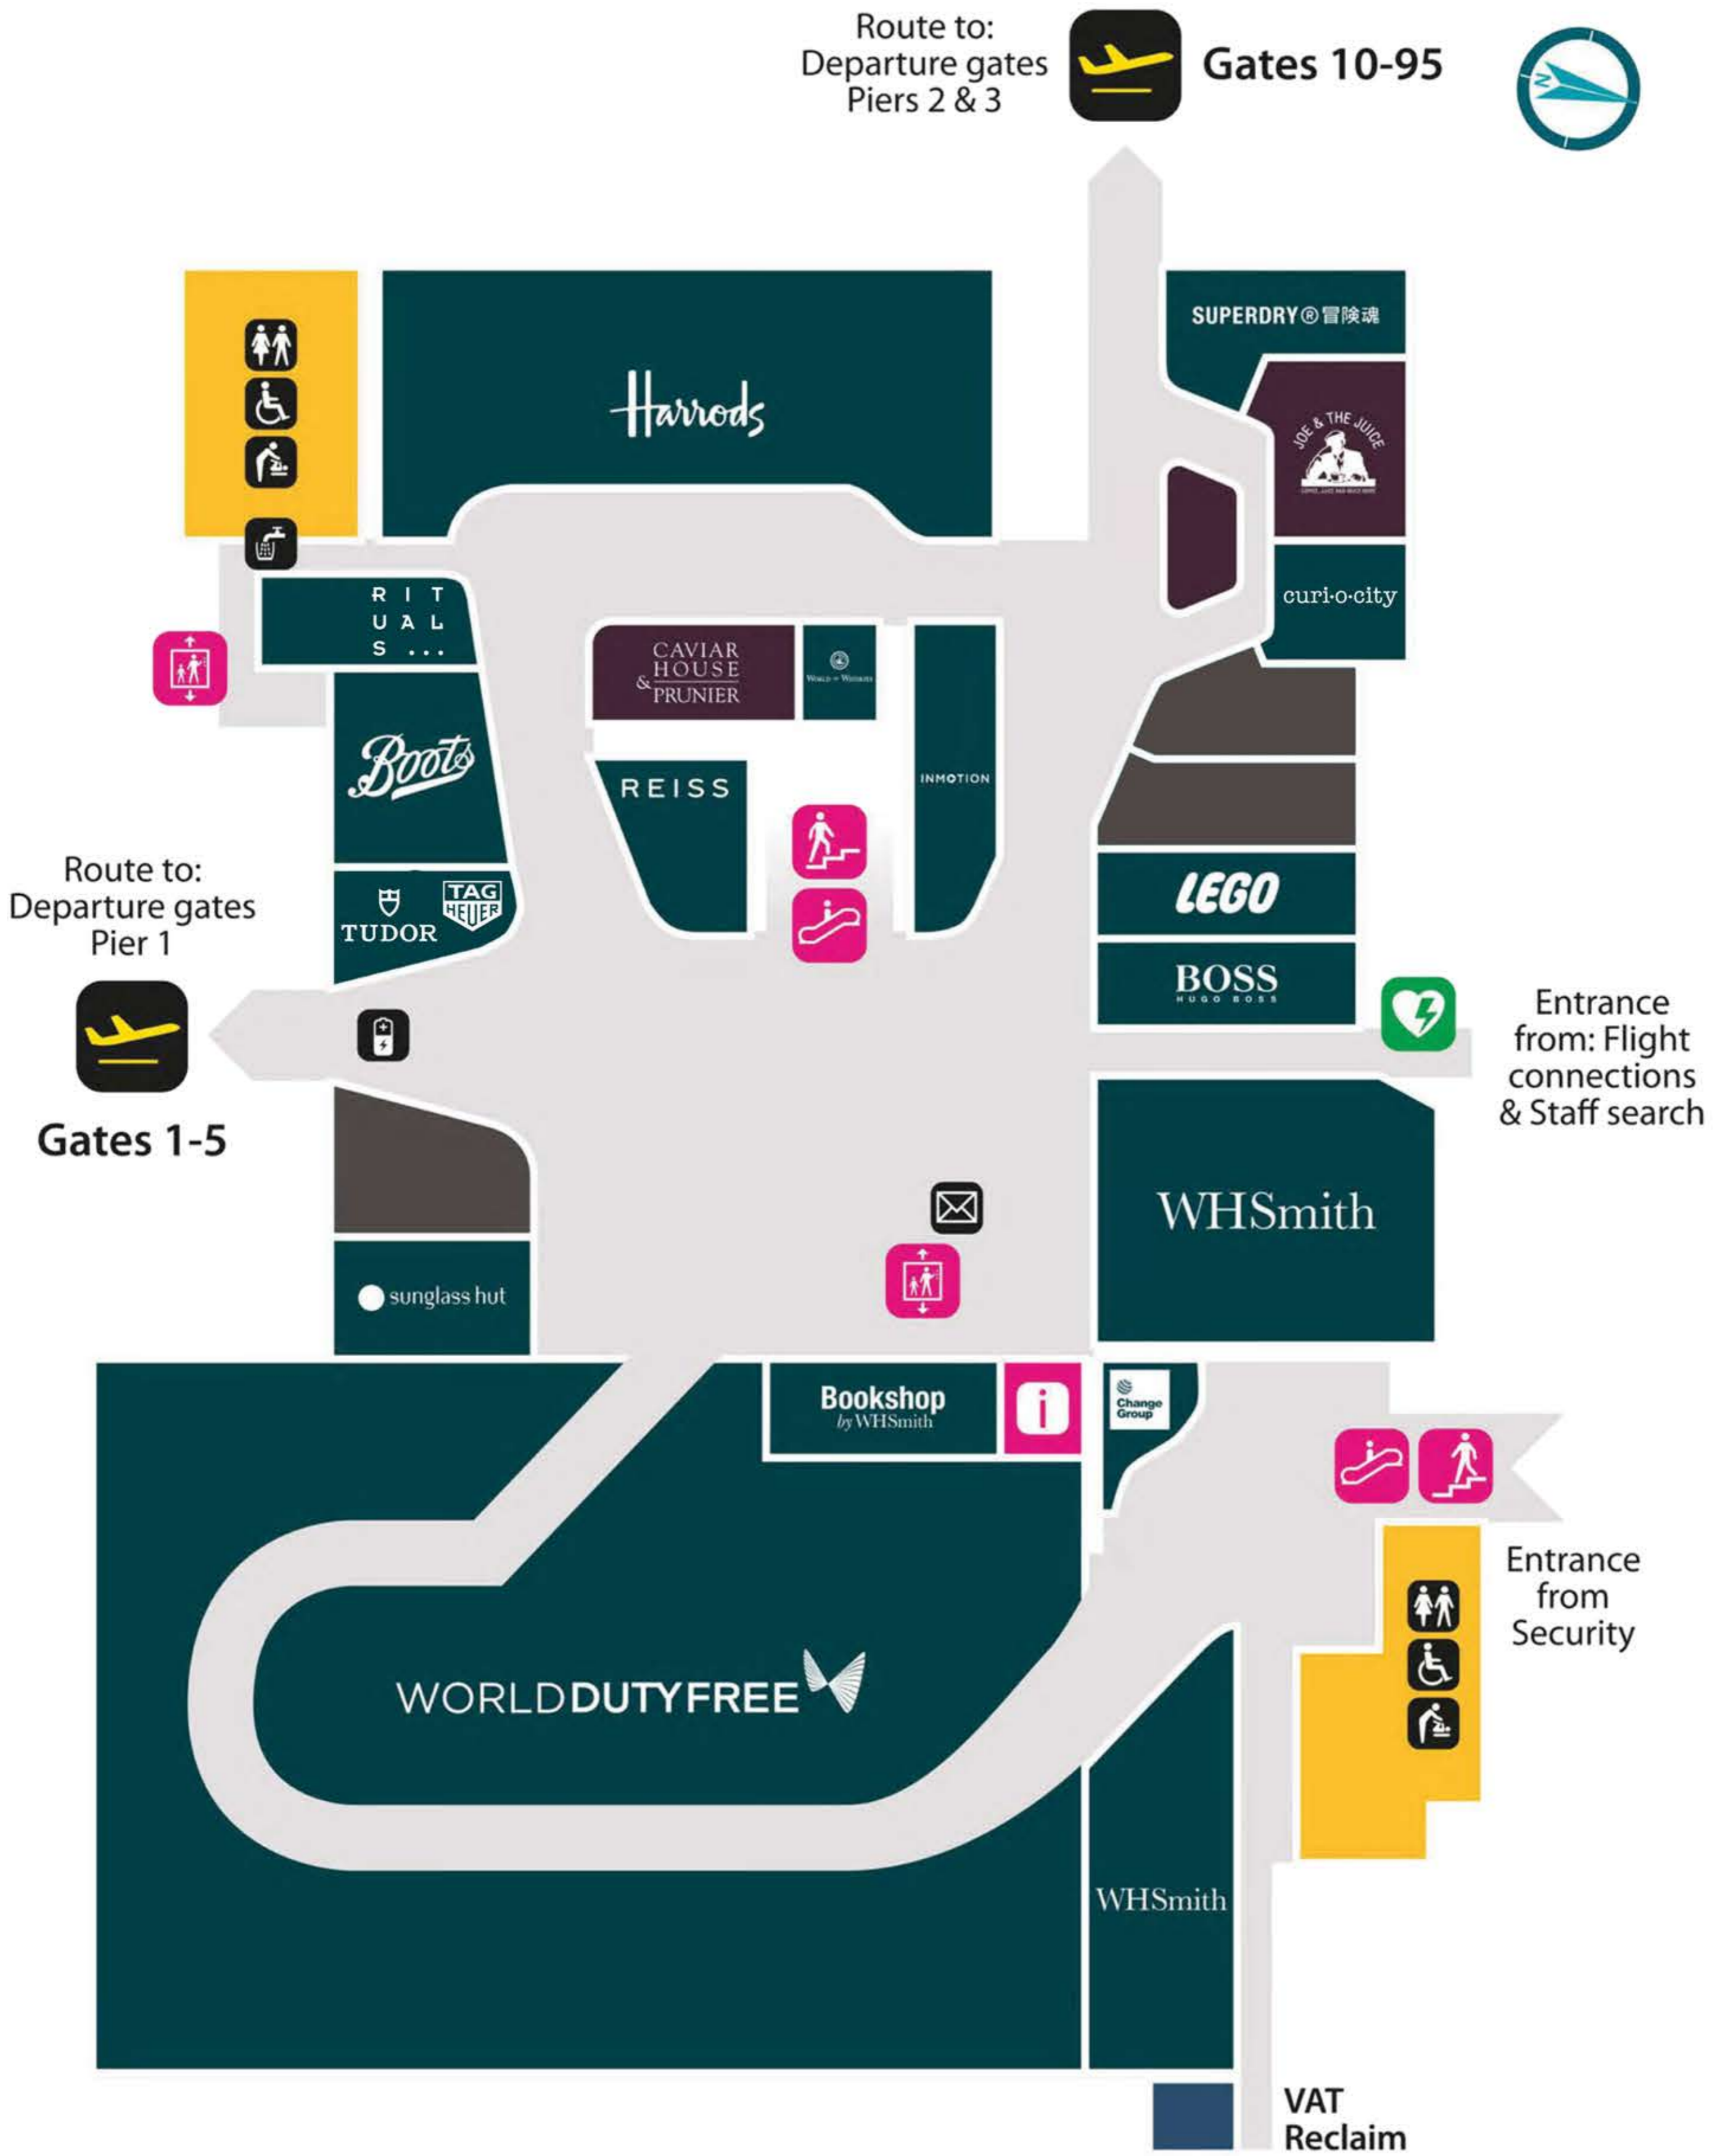 Route to:
Departure gates
Piers 2 & 3
Gates 10-95
N
SUPERDRY®冒険魂
Harrods
JOE & THE JUICE
curi·o·city
R I T
U A L
S ...
CAVIAR
HOUSE
& PRUNIER
World of Whiskies
INMOTION
REISS
Boots
LEGO
Route to:
Departure gates
Pier 1
TUDOR
TAG
HEUER
BOSS
HUGO BOSS
Entrance
from: Flight
connections
& Staff search
Gates 1-5
WHSmith
sunglass hut
Bookshop
by WHSmith
i
Change
Group
Entrance
from
Security
WORLDDUTYFREE
WHSmith
VAT
Reclaim